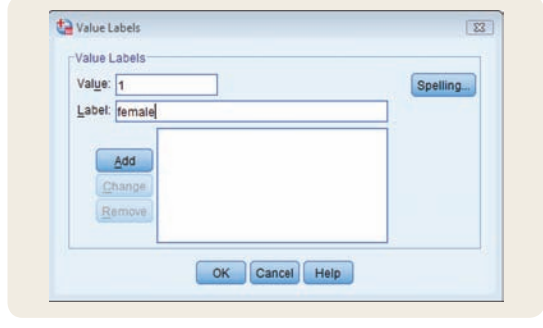 Value Labels
Value Labels
Value: 1
Spelling...
Label: female
Add
Change
Remove
OK Cancel Help